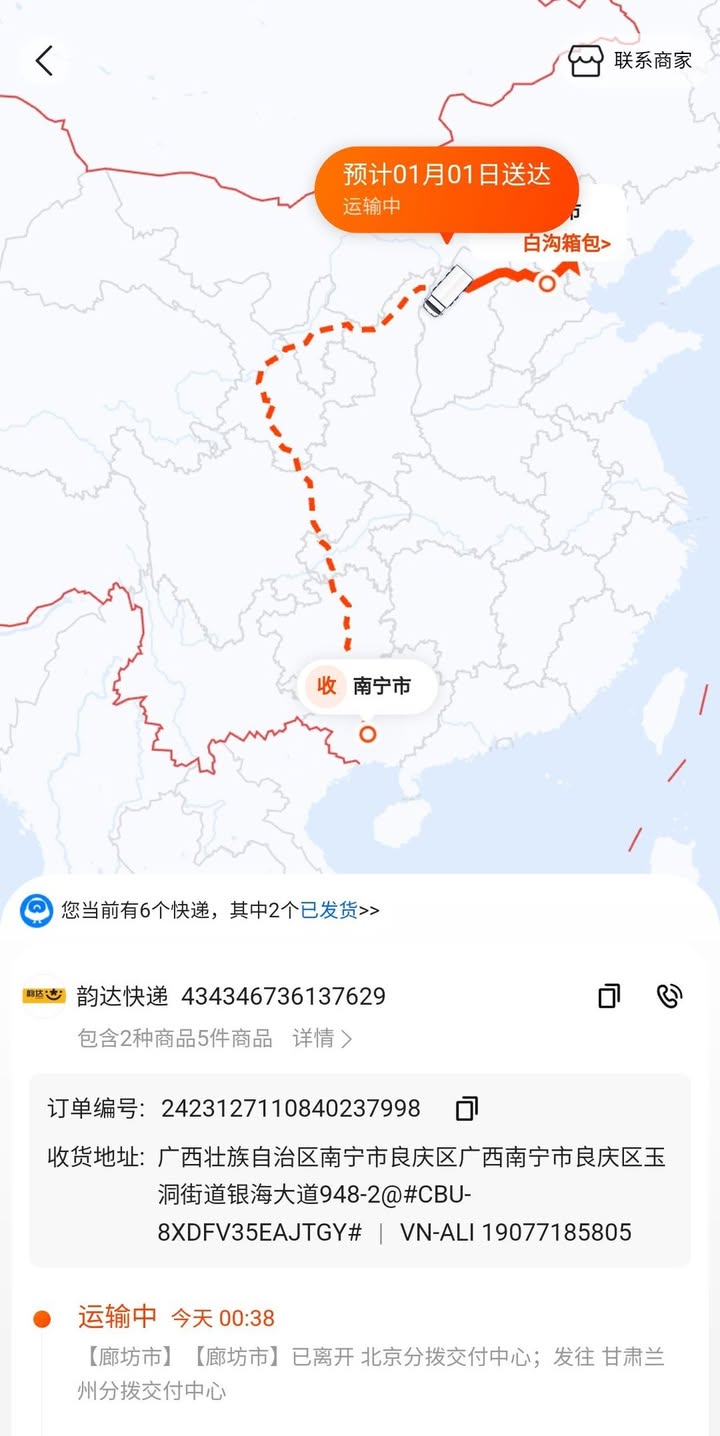 联系商家
预计01月01日送达
运输中
市
白沟箱包>
收 南宁市
您当前有6个快递，其中2个已发货>>
韵达 韵达快递 434346736137629
包含2种商品5件商品 详情 >
订单编号: 2423127110840237998
收货地址: 广西壮族自治区南宁市良庆区广西南宁市良庆区玉
洞街道银海大道948-2@#CBU-
8XDFV35EAJTGY# | VN-ALI 19077185805
运输中 今天 00:38
【廊坊市】【廊坊市】已离开 北京分拨交付中心；发往 甘肃兰
州分拨交付中心